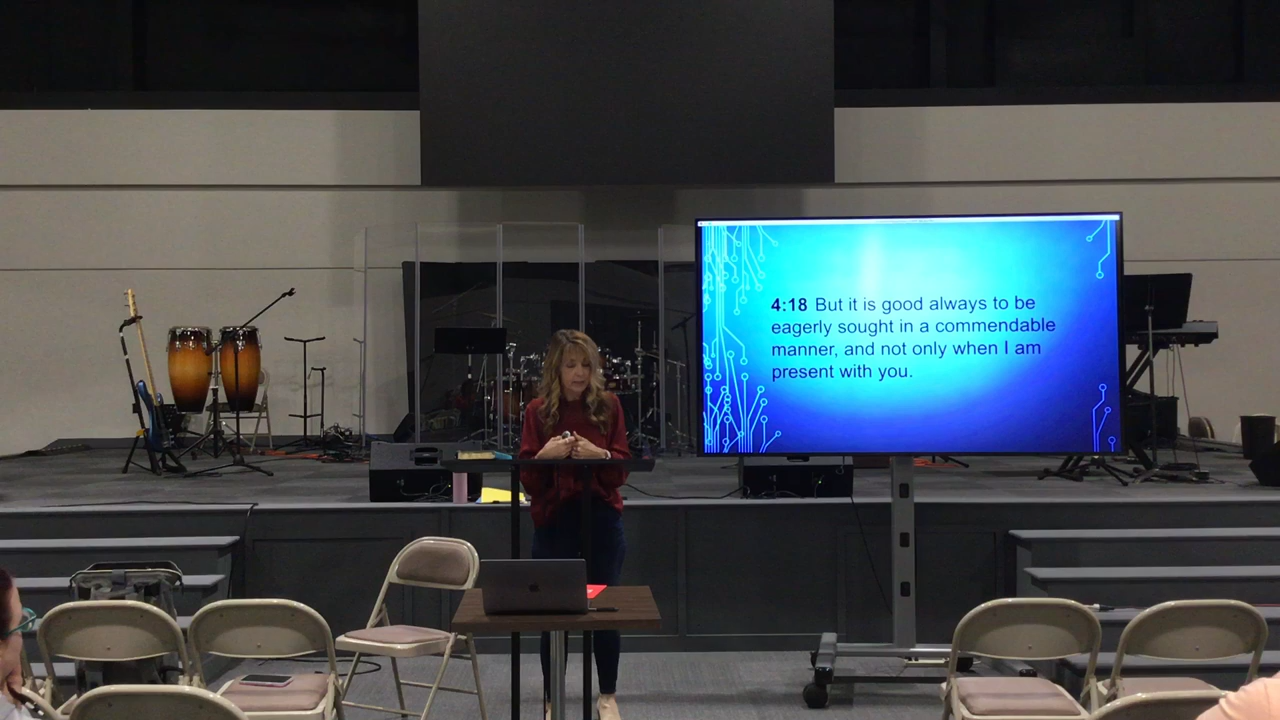 4:18 But it is good always to be
eagerly sought in a commendable
manner, and not only when I am
present with you.